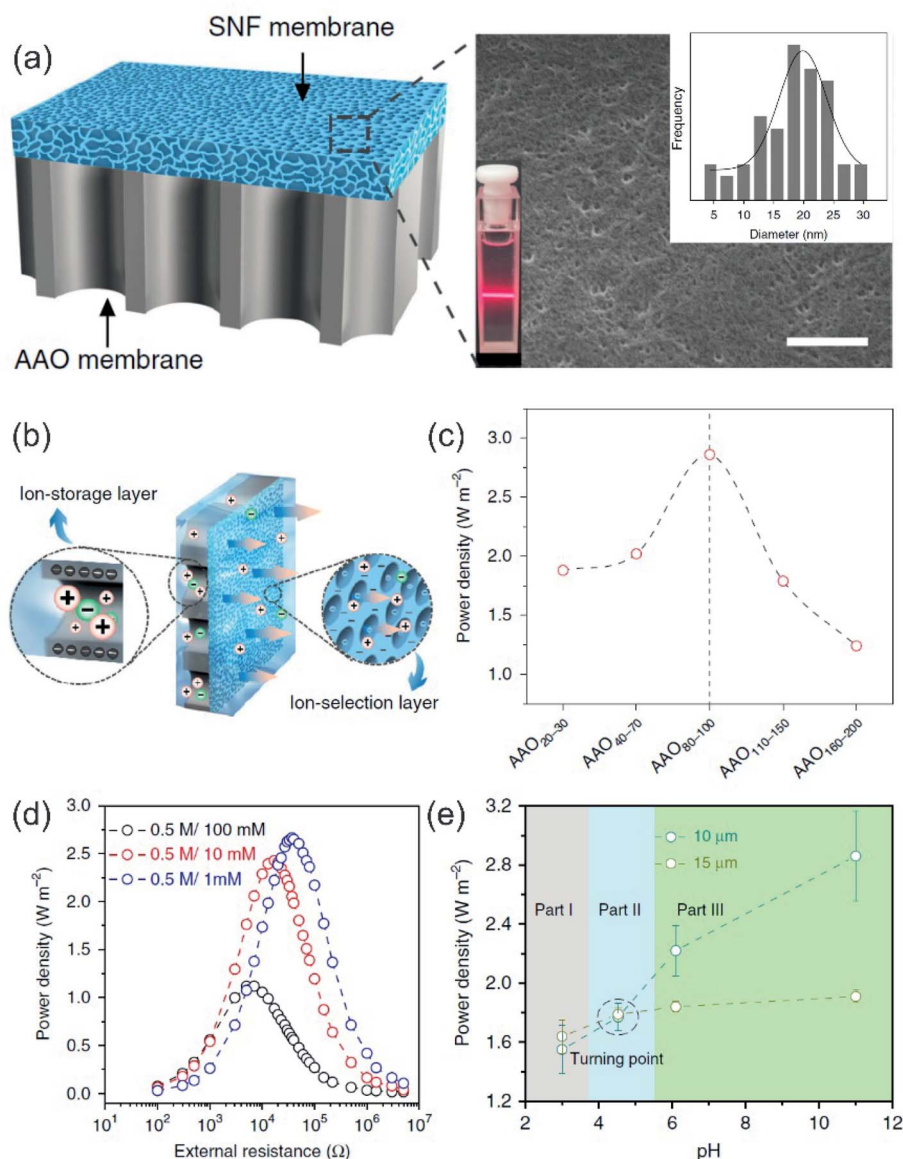 (a)
SNF membrane
AAO membrane
Frequency
5 10 15 20 25 30
Diameter (nm)
(b)
Ion-storage layer
Ion-selection layer
(c)
Power density (W m⁻²)
3.0
2.5
2.0
1.5
1.0
AAO₂₀₋₃₀
AAO₄₀₋₇₀
AAO₈₀₋₁₀₀
AAO₁₁₀₋₁₅₀
AAO₁₆₀₋₂₀₀
(d)
Power density (W m⁻²)
3.0
2.5
2.0
1.5
1.0
0.5
0.0
0.5 M/ 100 mM
0.5 M/ 10 mM
0.5 M/ 1mM
10² 10³ 10⁴ 10⁵ 10⁶ 10⁷
External resistance (Ω)
(e)
Power density (W m⁻²)
3.2
2.8
2.4
2.0
1.6
1.2
10 μm
15 μm
Part I
Part II
Part III
Turning point
2 4 6 8 10 12
pH